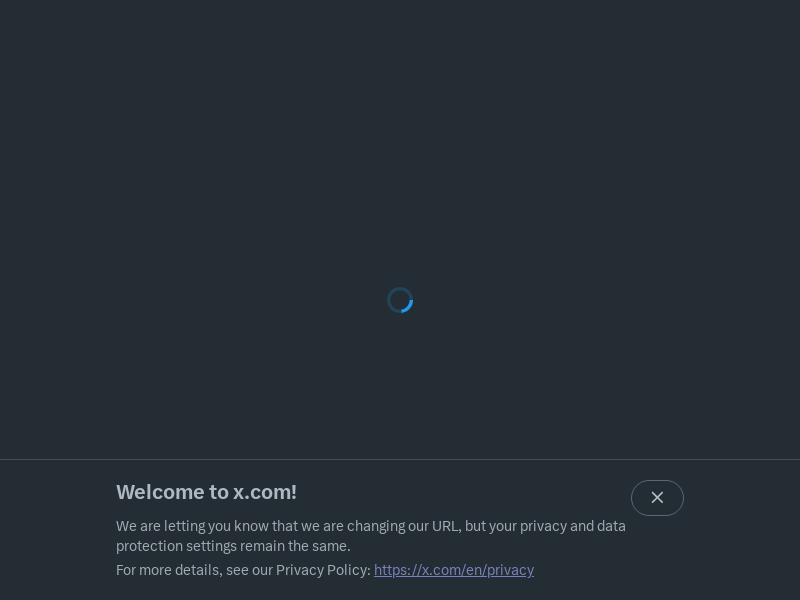 Welcome to x.com!
We are letting you know that we are changing our URL, but your privacy and data
protection settings remain the same.
For more details, see our Privacy Policy: https://x.com/en/privacy